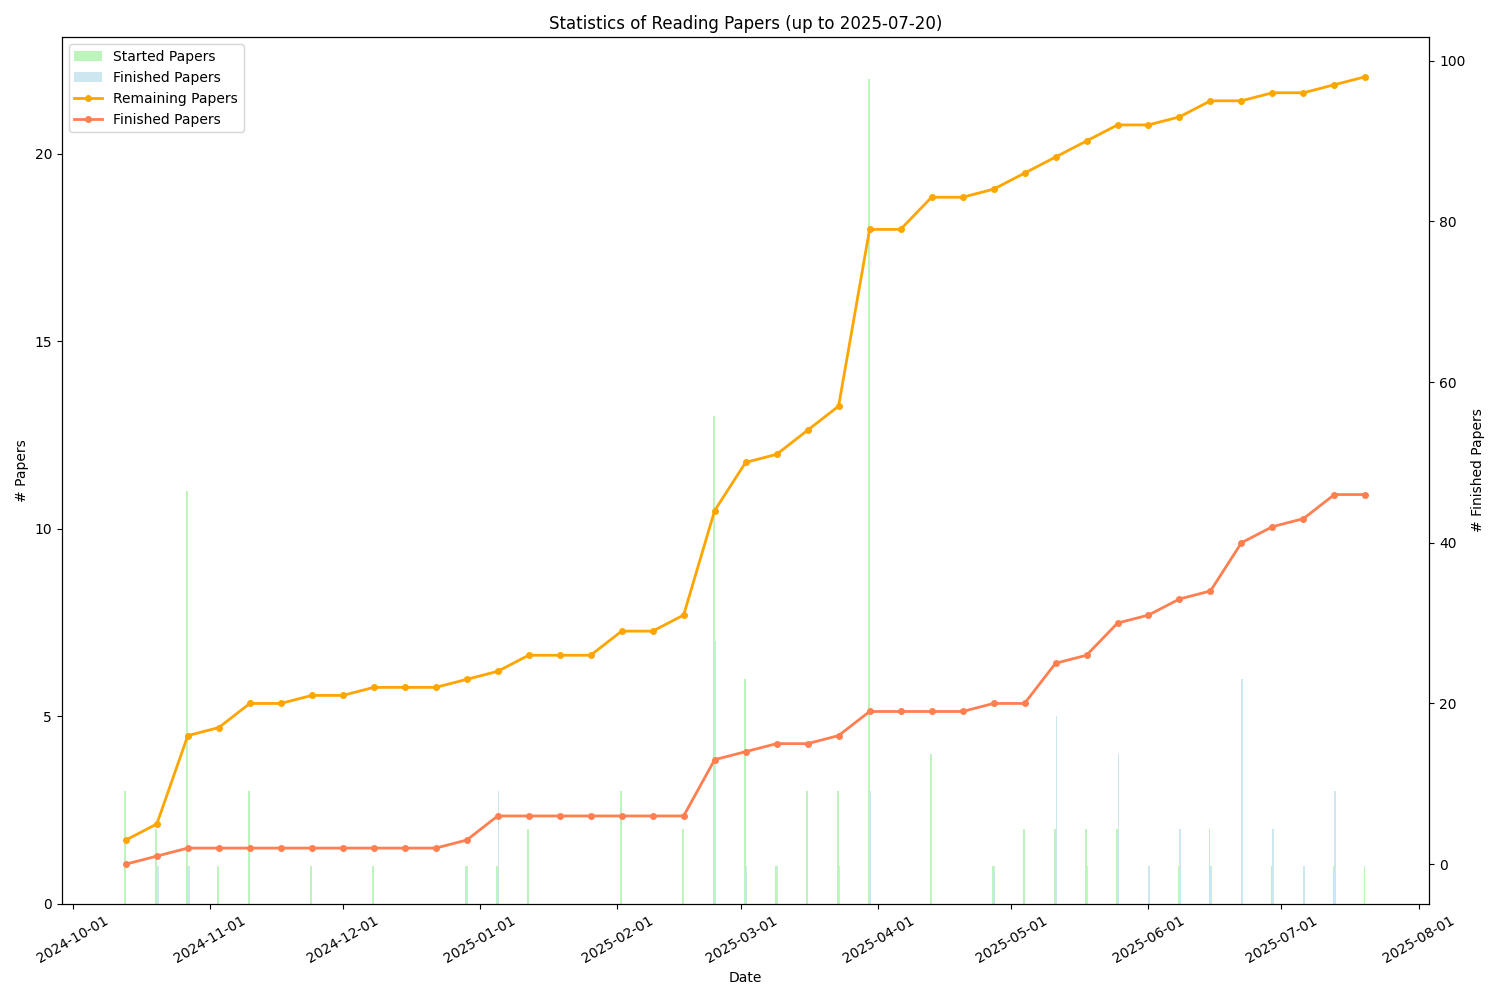 Statistics of Reading Papers (up to 2025-07-20)
Started Papers
Finished Papers
Remaining Papers
Finished Papers
# Papers
20
15
10
5
0
# Finished Papers
100
80
60
40
20
0
2024-10-01
2024-11-01
2024-12-01
2025-01-01
2025-02-01
2025-03-01
2025-04-01
2025-05-01
2025-06-01
2025-07-01
2025-08-01
Date